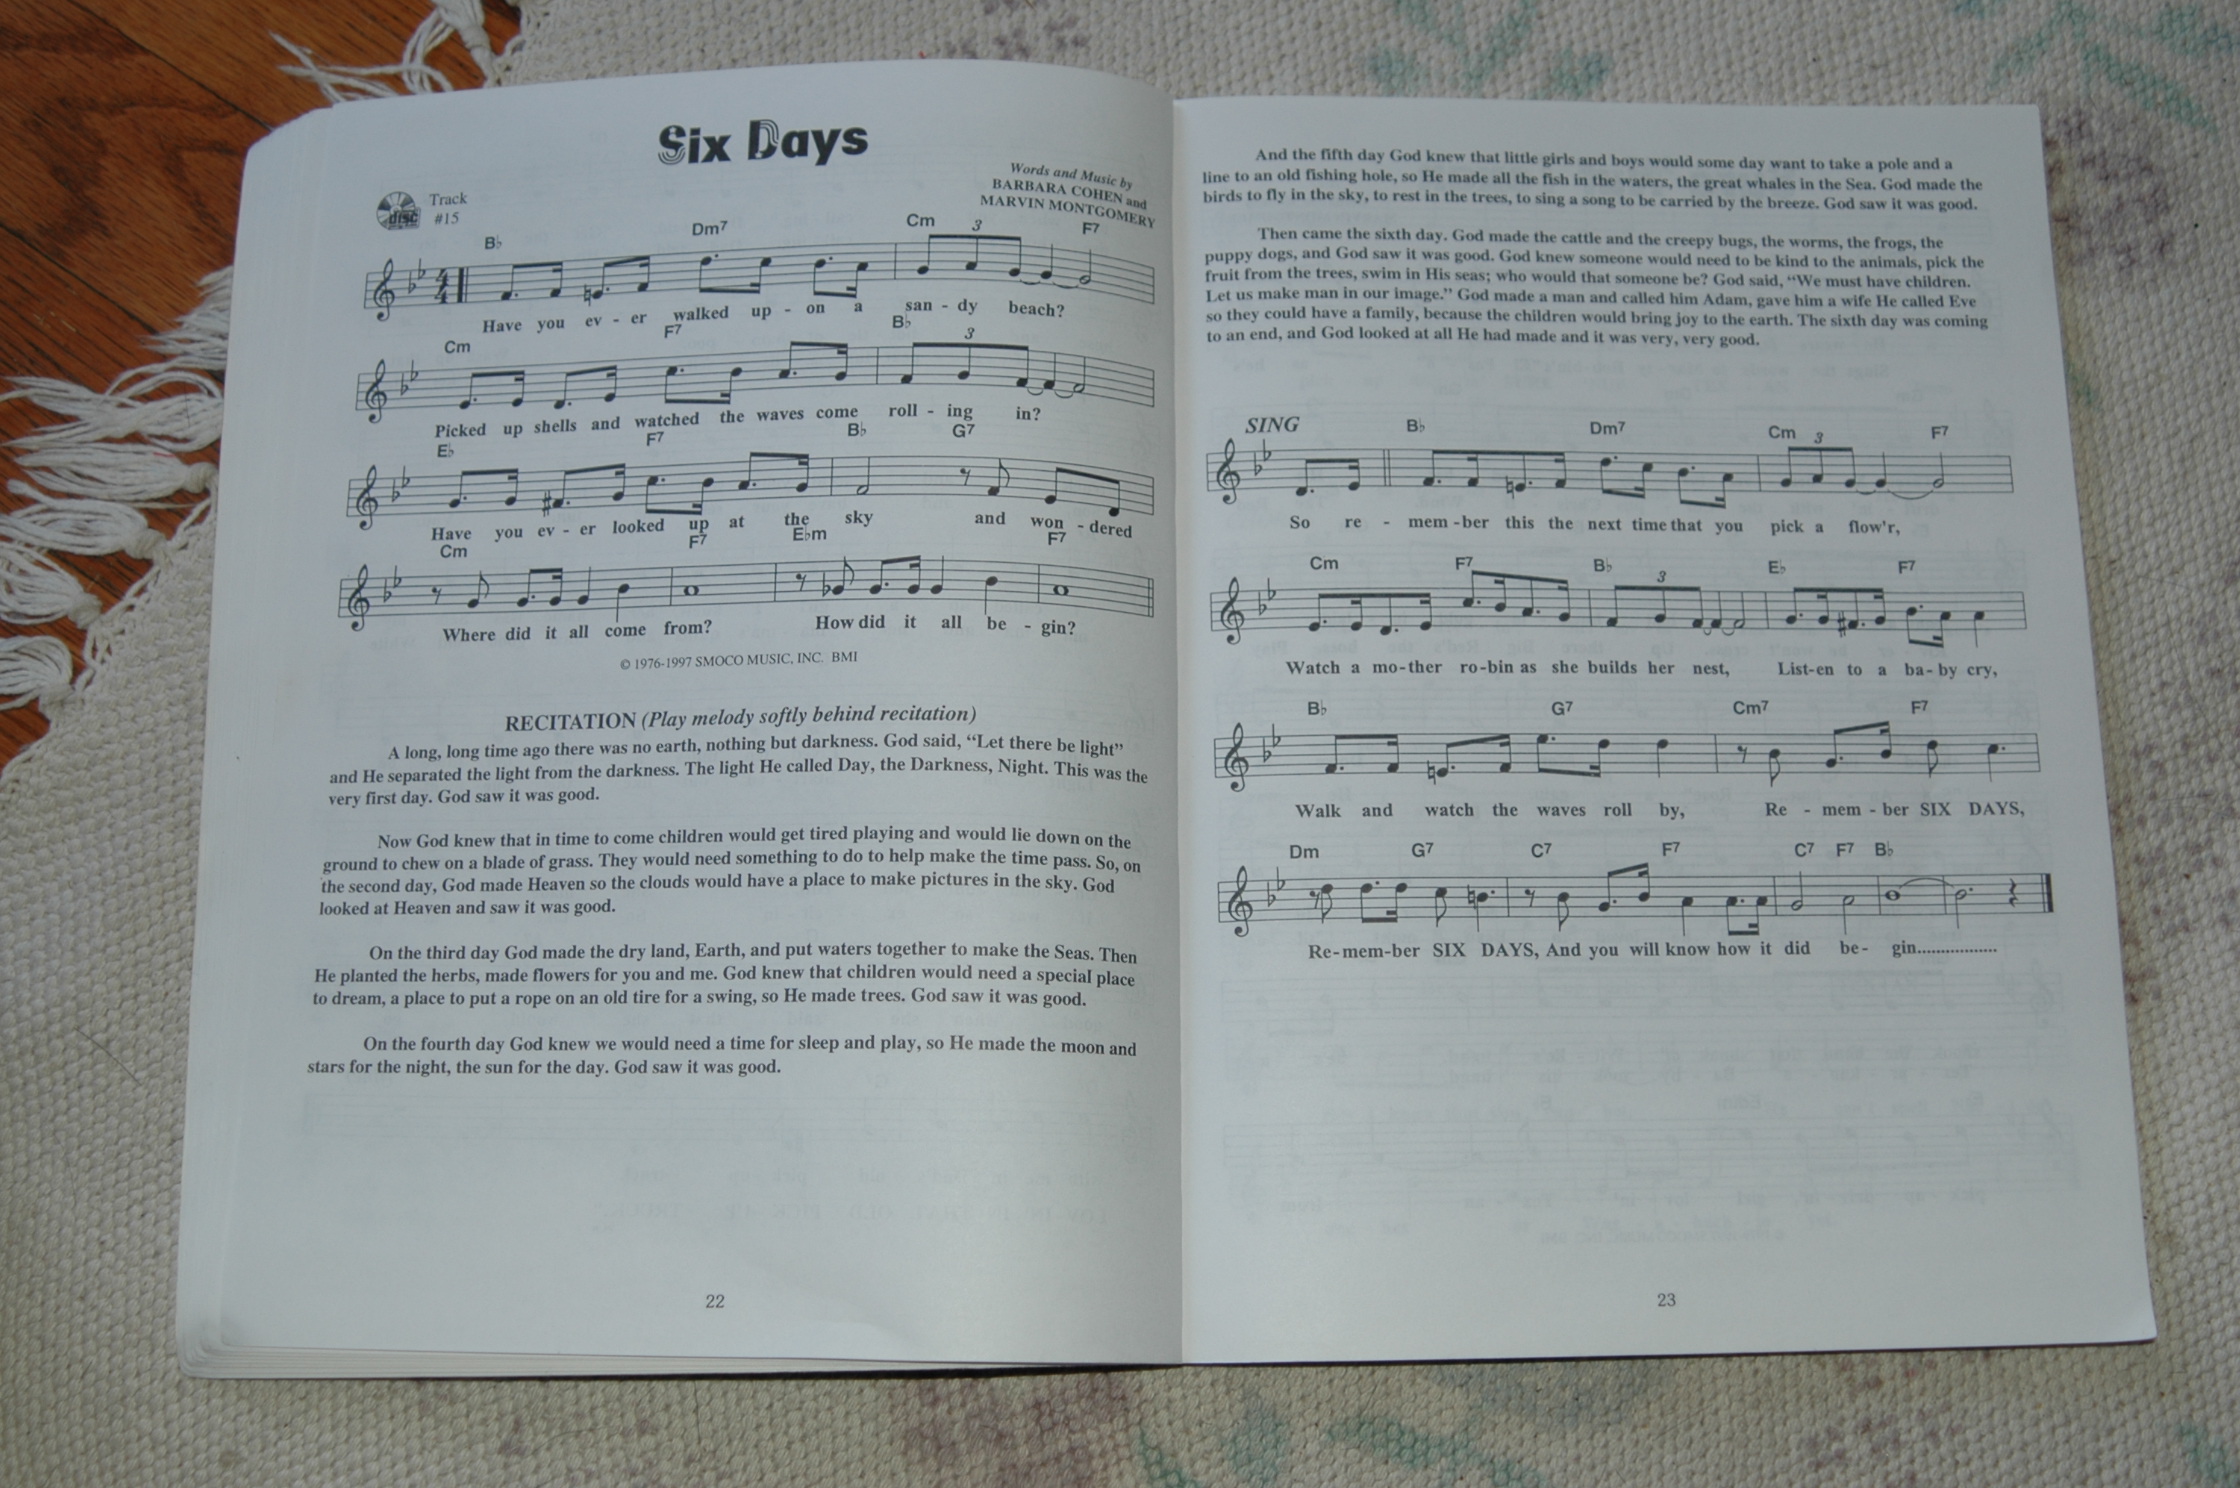 Six Days
Words and Music by
BARBARA COHEN and
MARVIN MONTGOMERY
DISC
Track
#15
B♭ Dm7 Cm 3 F7
Have you ev - er walked up - on a san - dy beach?
Cm F7 B♭ 3
Picked up shells and watched the waves come roll - ing in?
E♭ F7 B♭ G7
Have you ev - er looked up at the sky and won - dered
Cm F7 E♭m F7
Where did it all come from? How did it all be - gin?
© 1976-1997 SMOCO MUSIC, INC. BMI
RECITATION (Play melody softly behind recitation)
A long, long time ago there was no earth, nothing but darkness. God said, “Let there be light”
and He separated the light from the darkness. The light He called Day, the Darkness, Night. This was the
very first day. God saw it was good.
Now God knew that in time to come children would get tired playing and would lie down on the
ground to chew on a blade of grass. They would need something to do to help make the time pass. So, on
the second day, God made Heaven so the clouds would have a place to make pictures in the sky. God
looked at Heaven and saw it was good.
On the third day God made the dry land, Earth, and put waters together to make the Seas. Then
He planted the herbs, made flowers for you and me. God knew that children would need a special place
to dream, a place to put a rope on an old tire for a swing, so He made trees. God saw it was good.
On the fourth day God knew we would need a time for sleep and play, so He made the moon and
stars for the night, the sun for the day. God saw it was good.
22
And the fifth day God knew that little girls and boys would some day want to take a pole and a
line to an old fishing hole, so He made all the fish in the waters, the great whales in the Sea. God made the
birds to fly in the sky, to rest in the trees, to sing a song to be carried by the breeze. God saw it was good.
Then came the sixth day. God made the cattle and the creepy bugs, the worms, the frogs, the
puppy dogs, and God saw it was good. God knew someone would need to be kind to the animals, pick the
fruit from the trees, swim in His seas; who would that someone be? God said, “We must have children.
Let us make man in our image.” God made a man and called him Adam, gave him a wife He called Eve
so they could have a family, because the children would bring joy to the earth. The sixth day was coming
to an end, and God looked at all He had made and it was very, very good.
SING
B♭ Dm7 Cm 3 F7
So re - mem -ber this the next time that you pick a flow'r,
Cm F7 B♭ 3 E♭ F7
Watch a mo-ther ro-bin as she builds her nest, List-en to a ba-by cry,
B♭ G7 Cm7 F7
Walk and watch the waves roll by, Re - mem - ber SIX DAYS,
Dm G7 C7 F7 C7 F7 B♭
Re-mem-ber SIX DAYS, And you will know how it did be- gin..................
23